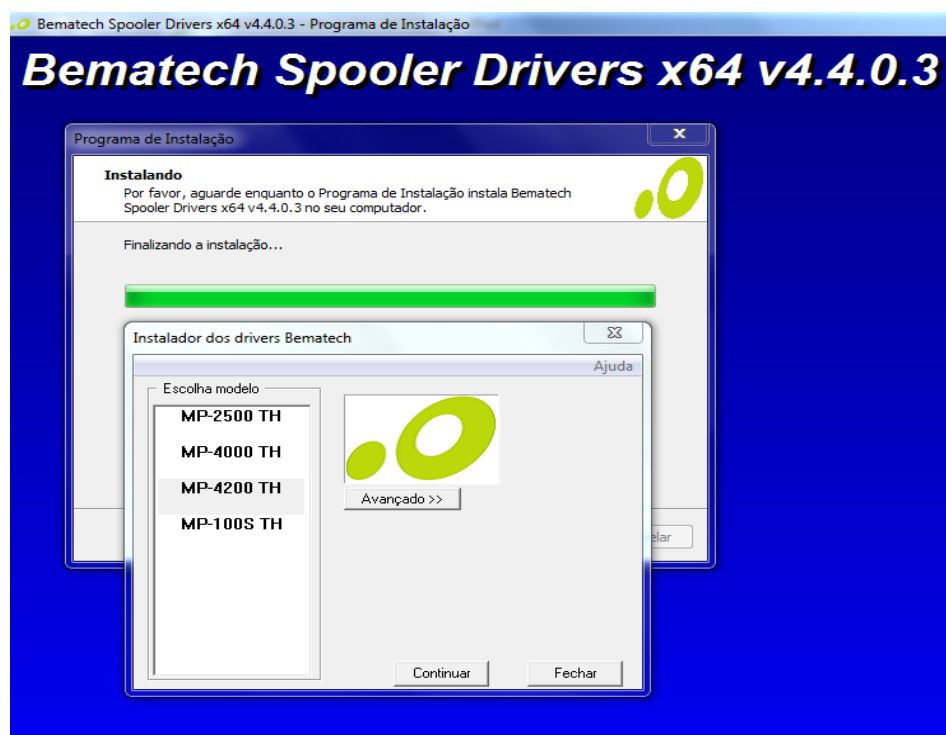 Bematech Spooler Drivers x64 v4.4.0.3 - Programa de Instalação
Bematech Spooler Drivers x64 v4.4.0.3
Programa de Instalação
Instalando
Por favor, aguarde enquanto o Programa de Instalação instala Bematech
Spooler Drivers x64 v4.4.0.3 no seu computador.
Finalizando a instalação...
Instalador dos drivers Bematech
Ajuda
Escolha modelo
MP-2500 TH
MP-4000 TH
MP-4200 TH
MP-100S TH
Avançado >>
elar
Continuar
Fechar